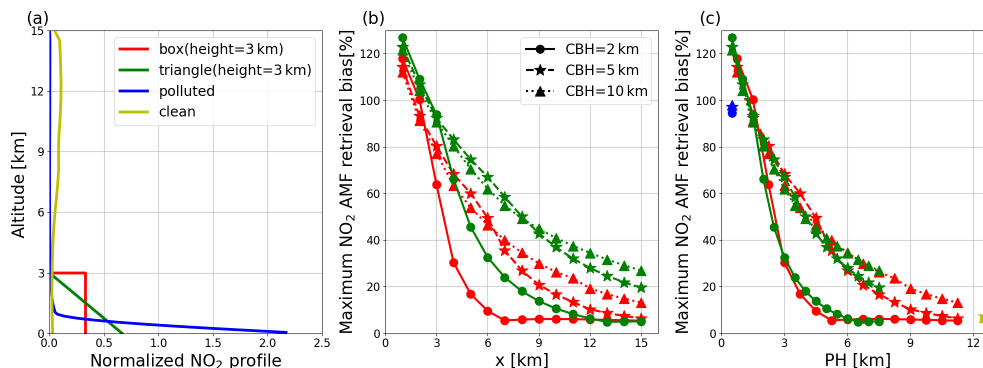 (a)
15
12
9
6
3
0
Altitude [km]
box(height=3 km)
triangle(height=3 km)
polluted
clean
0.0 0.5 1.0 1.5 2.0 2.5
Normalized NO₂ profile
(b)
120
100
80
60
40
20
0
Maximum NO₂ AMF retrieval bias[%]
CBH=2 km
CBH=5 km
CBH=10 km
0 3 6 9 12 15
x [km]
(c)
120
100
80
60
40
20
0
Maximum NO₂ AMF retrieval bias[%]
0 3 6 9 12
PH [km]